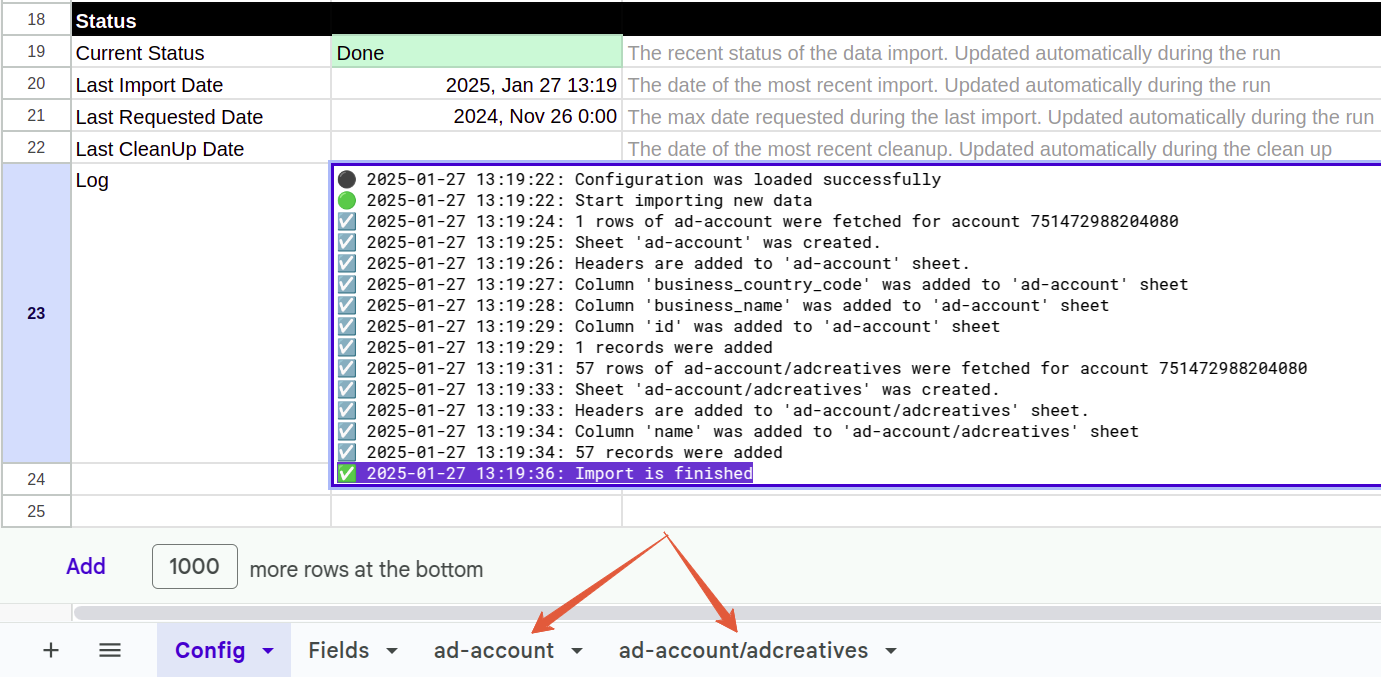 18 Status
19 Current Status Done The recent status of the data import. Updated automatically during the run
20 Last Import Date 2025, Jan 27 13:19 The date of the most recent import. Updated automatically during the run
21 Last Requested Date 2024, Nov 26 0:00 The max date requested during the last import. Updated automatically during the run
22 Last CleanUp Date The date of the most recent cleanup. Updated automatically during the clean up
23 Log
2025-01-27 13:19:22: Configuration was loaded successfully
2025-01-27 13:19:22: Start importing new data
2025-01-27 13:19:24: 1 rows of ad-account were fetched for account 751472988204080
2025-01-27 13:19:25: Sheet 'ad-account' was created.
2025-01-27 13:19:26: Headers are added to 'ad-account' sheet.
2025-01-27 13:19:27: Column 'business_country_code' was added to 'ad-account' sheet
2025-01-27 13:19:28: Column 'business_name' was added to 'ad-account' sheet
2025-01-27 13:19:29: Column 'id' was added to 'ad-account' sheet
2025-01-27 13:19:29: 1 records were added
2025-01-27 13:19:31: 57 rows of ad-account/adcreatives were fetched for account 751472988204080
2025-01-27 13:19:33: Sheet 'ad-account/adcreatives' was created.
2025-01-27 13:19:33: Headers are added to 'ad-account/adcreatives' sheet.
2025-01-27 13:19:34: Column 'name' was added to 'ad-account/adcreatives' sheet
2025-01-27 13:19:34: 57 records were added
2025-01-27 13:19:36: Import is finished
24
25
Add 1000 more rows at the bottom
Config Fields ad-account ad-account/adcreatives